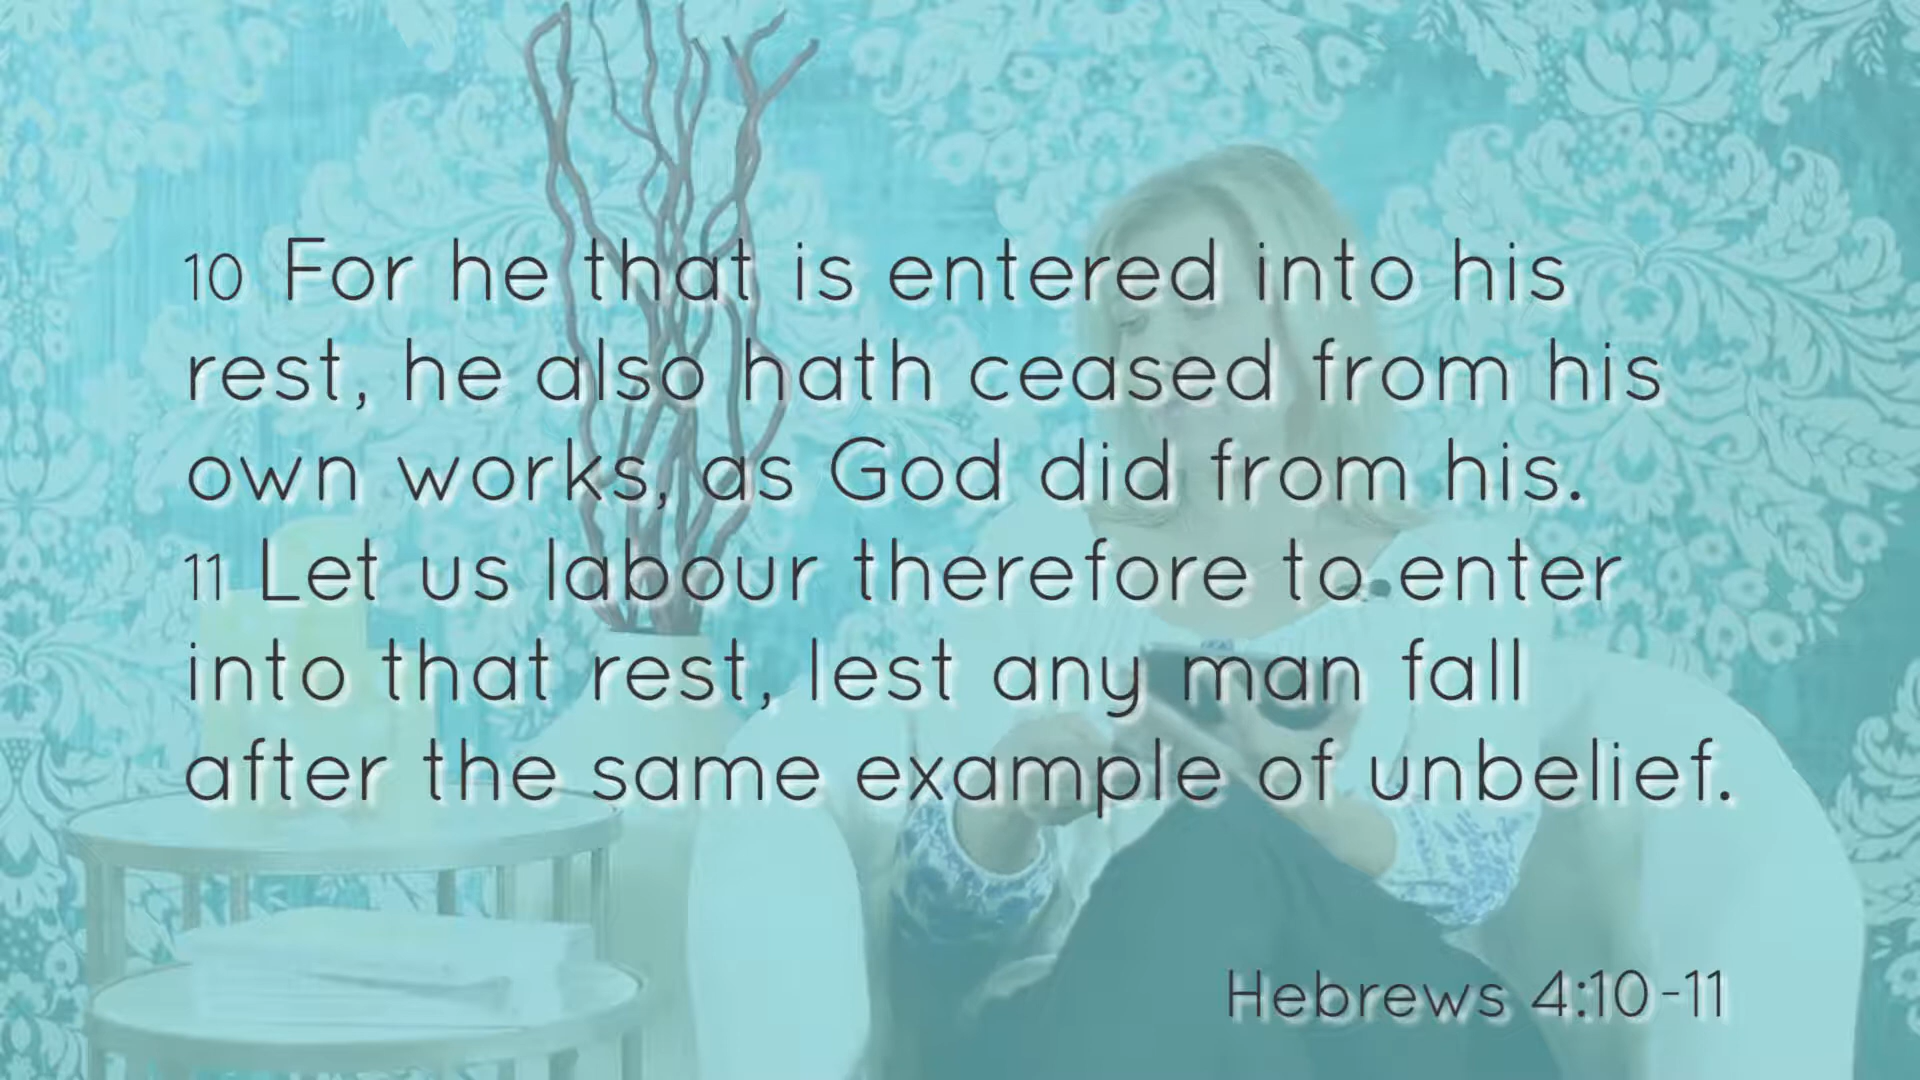 10 For he that is entered into his
rest, he also hath ceased from his
own works, as God did from his.
11 Let us labour therefore to enter
into that rest, lest any man fall
after the same example of unbelief.
Hebrews 4:10-11